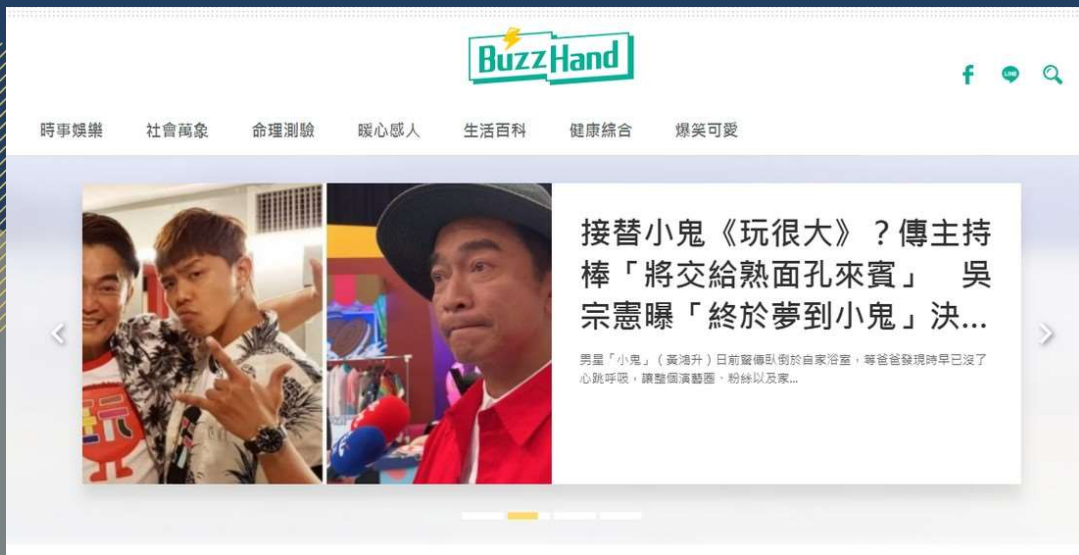 BuzzHand
LINE
時事娛樂 社會萬象 命理測驗 暖心感人 生活百科 健康綜合 爆笑可愛
接替小鬼《玩很大》？傳主持
棒「將交給熟面孔來賓」 吳
宗憲曝「終於夢到小鬼」決...
男星「小鬼」（黃鴻升）日前驚傳臥倒於自家浴室，等爸爸發現時早已沒了
心跳呼吸，讓整個演藝圈、粉絲以及家...